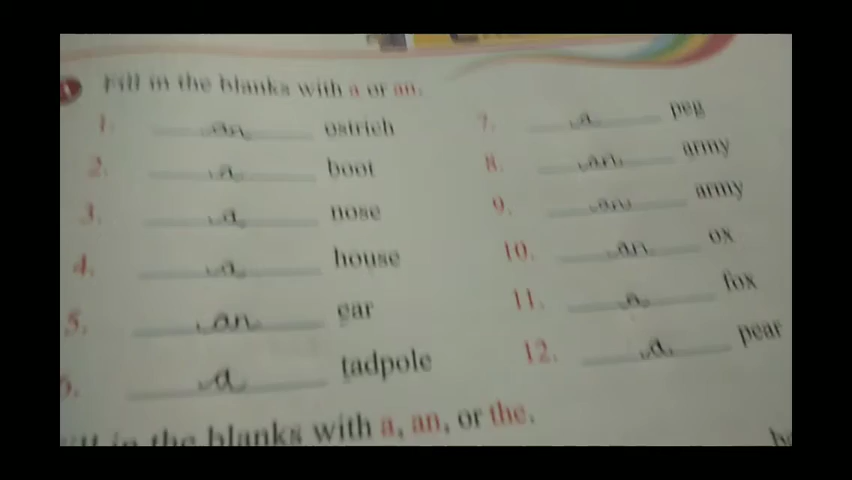 Fill in the blanks with a or an.
1. an ostrich
2. a boot
3. a nose
4. a house
5. an ear
6. a tadpole
7. a peg
8. an army
9. an army
10. an ox
11. a fox
12. a pear
in the blanks with a, an, or the.